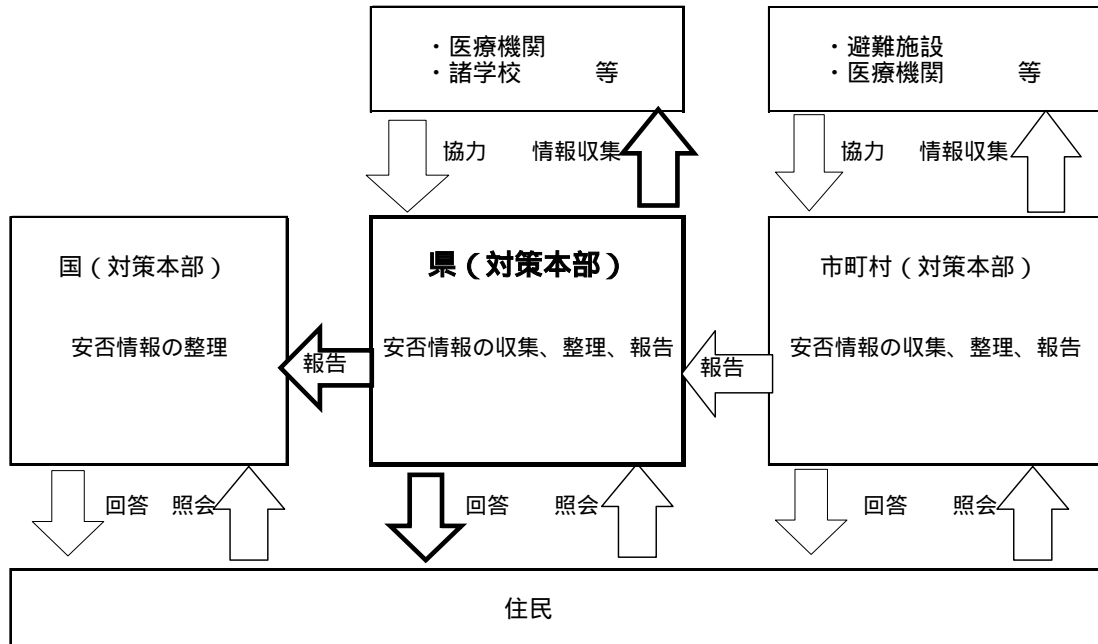 ・医療機関
・諸学校　　　等
・避難施設
・医療機関　　　等
協力　　情報収集
協力　　情報収集
国（対策本部）
安否情報の整理
県（対策本部）
安否情報の収集、整理、報告
市町村（対策本部）
安否情報の収集、整理、報告
報告
報告
回答　照会
回答　　照会
回答　　照会
住民